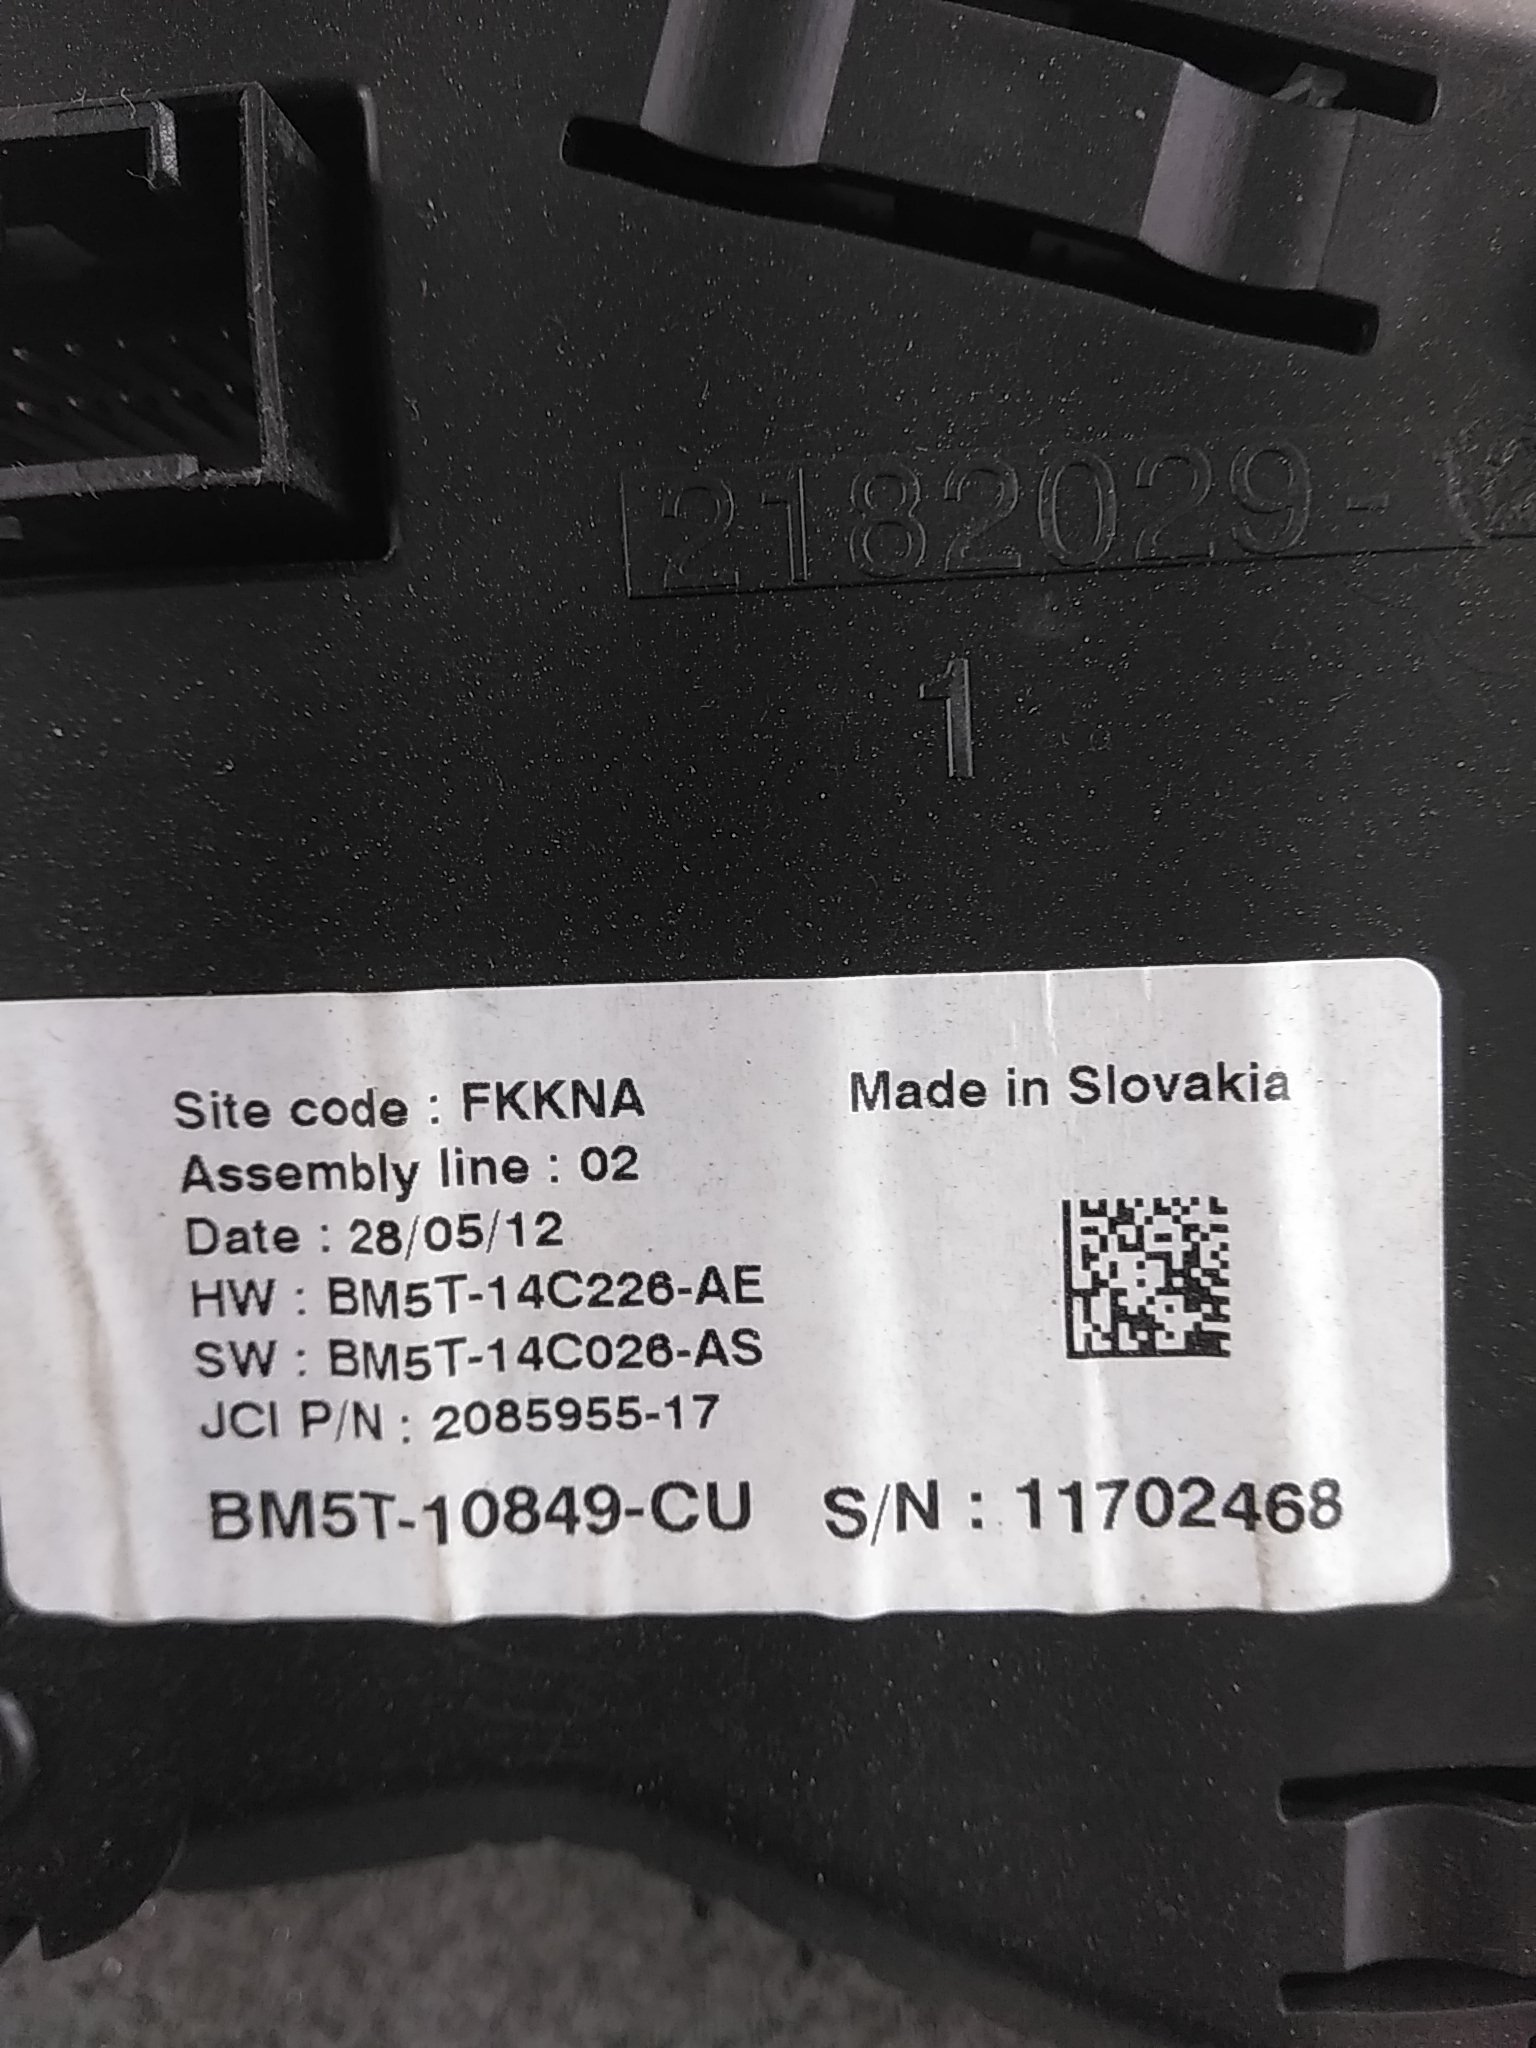 2182029-
1
Site code : FKKNA
Made in Slovakia
Assembly line : 02
Date : 28/05/12
HW : BM5T-14C226-AE
SW : BM5T-14C026-AS
JCI P/N : 2085955-17
BM5T-10849-CU S/N : 11702468